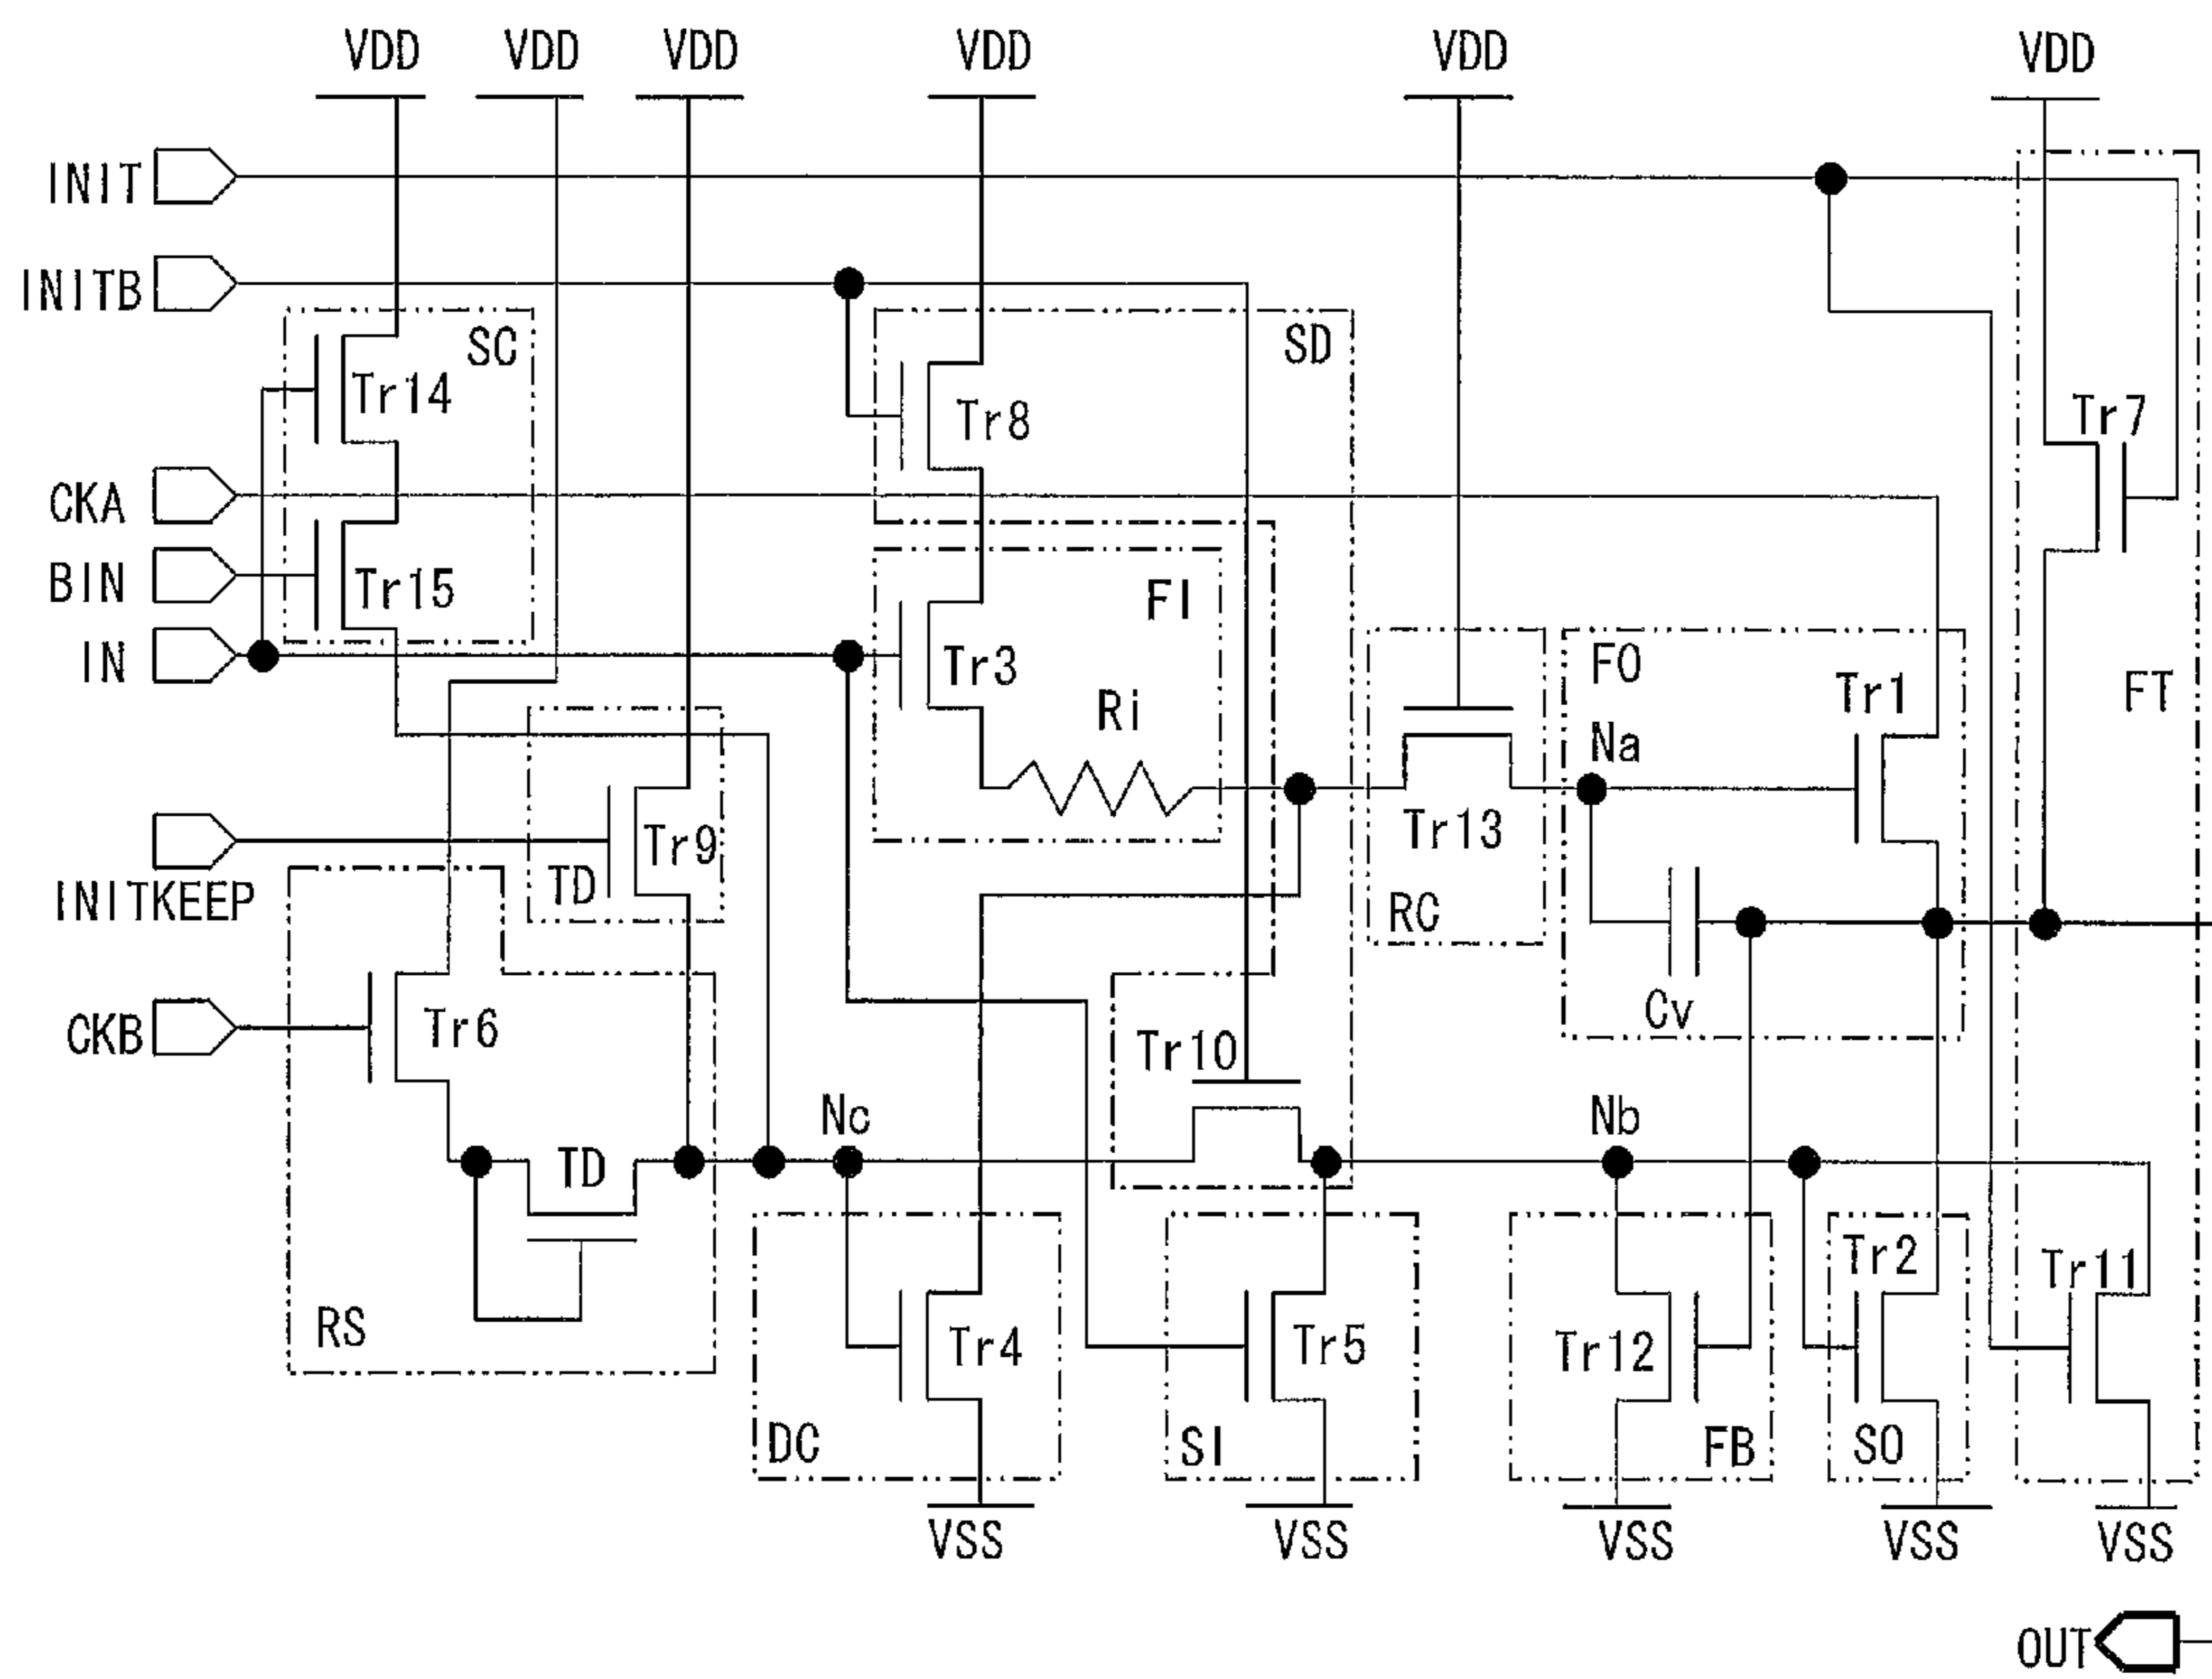 VDD VDD VDD VDD VDD VDD
INIT
INITB
SC
SD
Tr14
Tr8
Tr7
CKA
BIN
Tr15
FI
IN
Tr3
FO
Tr1
FT
Ri
Na
Tr9
Tr13
TD
INITKEEP
RC
CKB
Tr6
Cv
Tr10
Nc
Nb
TD
Tr2
Tr11
RS
Tr4
Tr5
Tr12
DC
SI
FB
SO
VSS VSS VSS VSS VSS
OUT